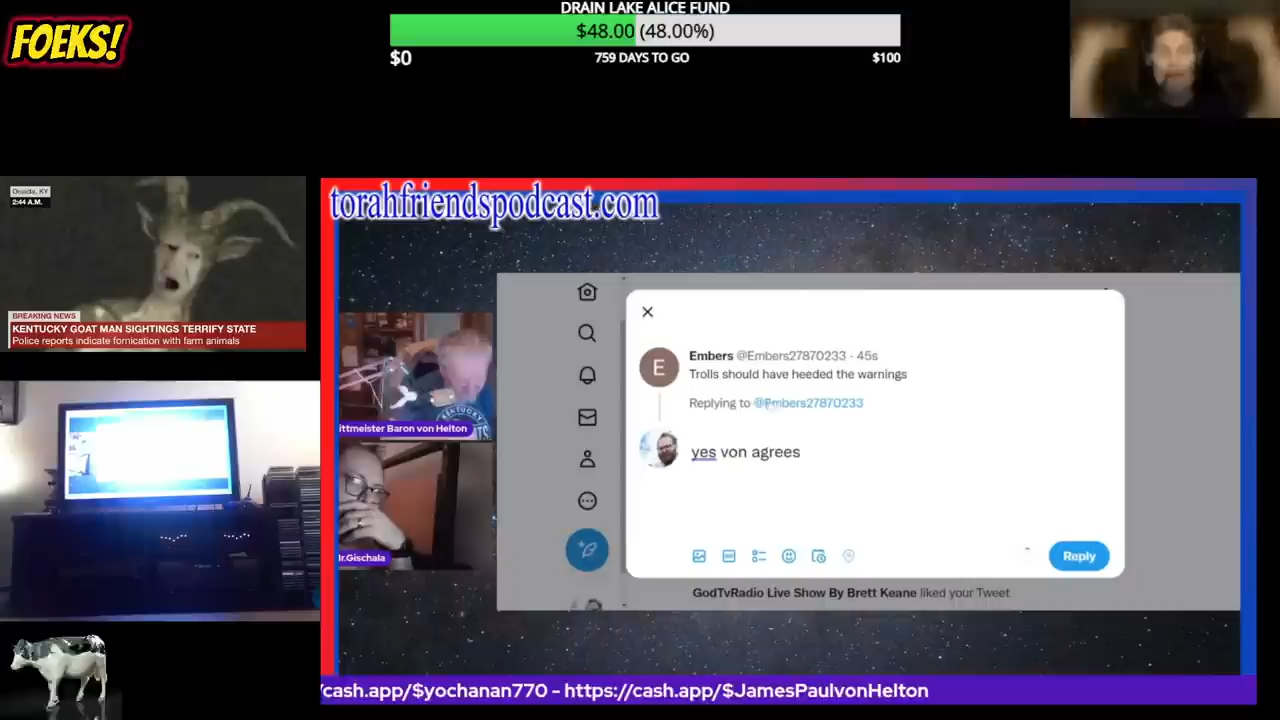 FOEKS!
DRAIN LAKE ALICE FUND
$48.00 (48.00%)
$0
759 DAYS TO GO
$100
Oneida, KY
2:44 A.M.
BREAKING NEWS
KENTUCKY GOAT MAN SIGHTINGS TERRIFY STATE
Police reports indicate fornication with farm animals
torahfriendspodcast.com
E
Embers @Embers27870233 · 45s
Trolls should have heeded the warnings
Replying to @Embers27870233
yes von agrees
Reply
GodTvRadio Live Show By Brett Keane liked your Tweet
KENTUCKY
ittmeister Baron von Helton
r.Gischala
/cash.app/$yochanan770 - https://cash.app/$JamesPaulvonHelton